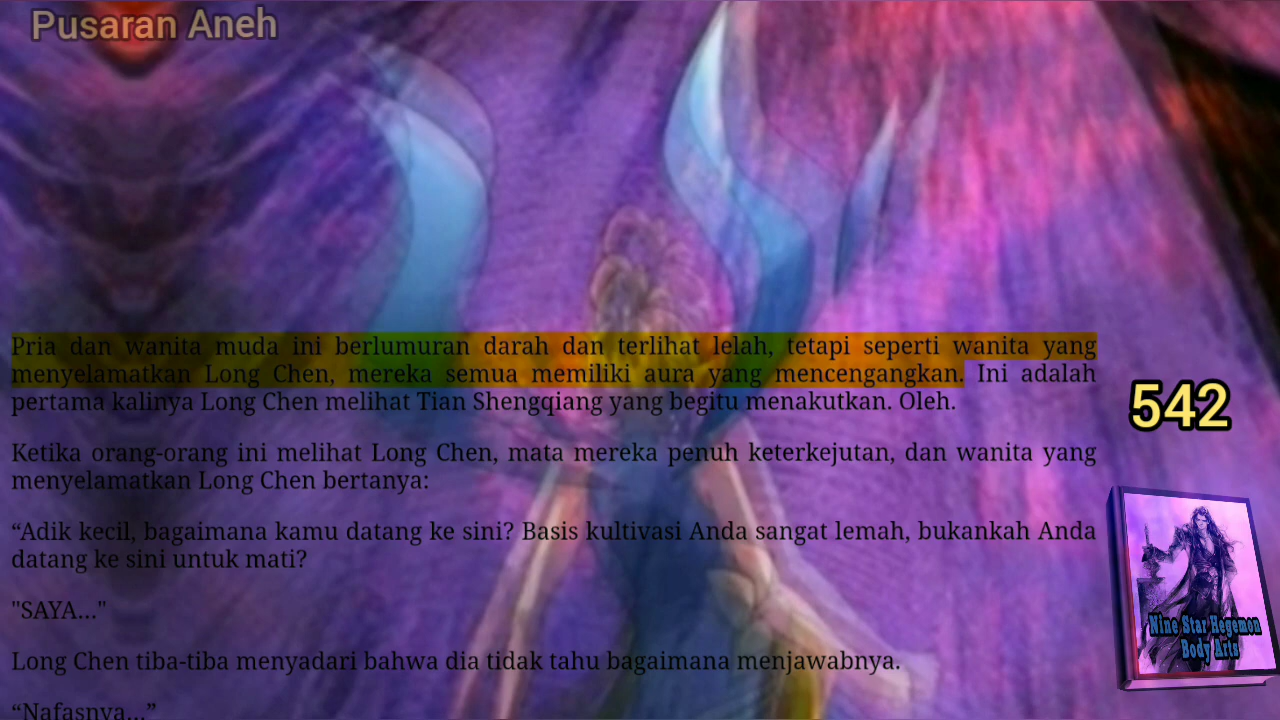 Pusaran Aneh
Pria dan wanita muda ini berlumuran darah dan terlihat lelah, tetapi seperti wanita yang
menyelamatkan Long Chen, mereka semua memiliki aura yang mencengangkan. Ini adalah
pertama kalinya Long Chen melihat Tian Shengqiang yang begitu menakutkan. Oleh.
Ketika orang-orang ini melihat Long Chen, mata mereka penuh keterkejutan, dan wanita yang
menyelamatkan Long Chen bertanya:
“Adik kecil, bagaimana kamu datang ke sini? Basis kultivasi Anda sangat lemah, bukankah Anda
datang ke sini untuk mati?
"SAYA..."
Long Chen tiba-tiba menyadari bahwa dia tidak tahu bagaimana menjawabnya.
“Nafasnya...”
542
Nine Star Hegemon
Body Arts